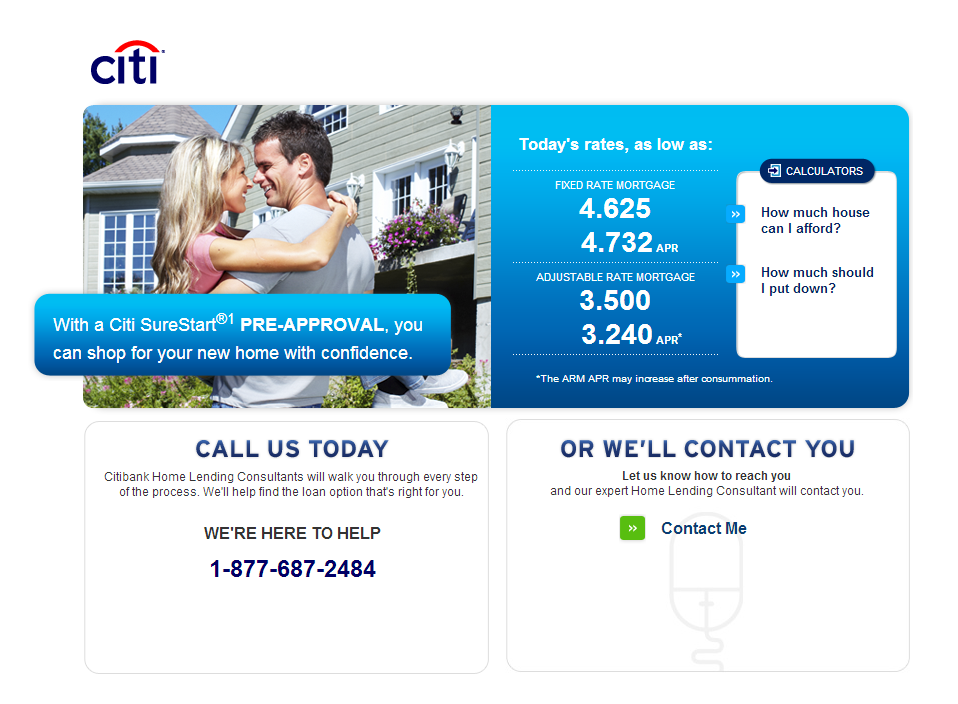 citi
Today's rates, as low as:
FIXED RATE MORTGAGE
4.625
4.732 APR
ADJUSTABLE RATE MORTGAGE
3.500
3.240 APR*
*The ARM APR may increase after consummation.
CALCULATORS
» How much house
can I afford?
» How much should
I put down?
With a Citi SureStart®1 PRE-APPROVAL, you
can shop for your new home with confidence.
CALL US TODAY
Citibank Home Lending Consultants will walk you through every step
of the process. We'll help find the loan option that's right for you.
WE'RE HERE TO HELP
1-877-687-2484
OR WE'LL CONTACT YOU
Let us know how to reach you
and our expert Home Lending Consultant will contact you.
» Contact Me